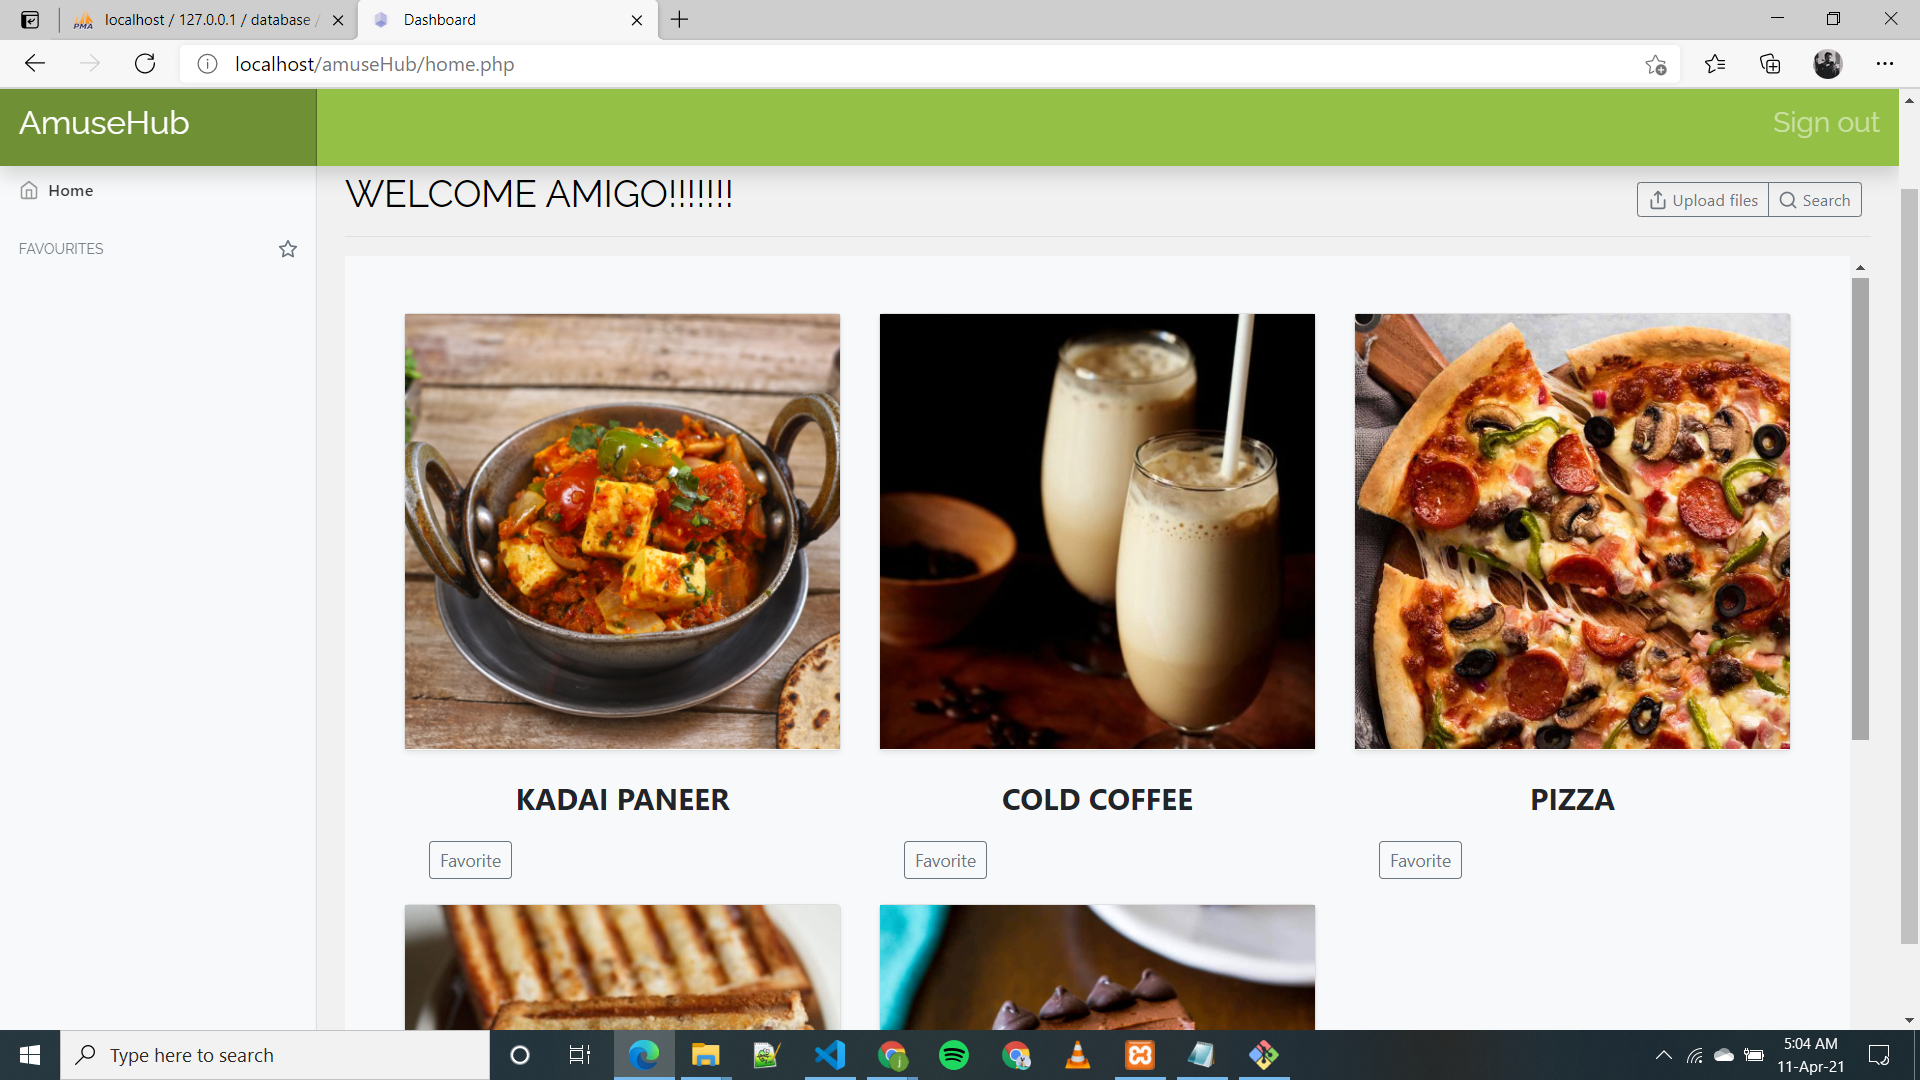 localhost / 127.0.0.1 / database /
Dashboard
localhost/amuseHub/home.php
AmuseHub
Sign out
Home
WELCOME AMIGO!!!!!!!
Upload files
Search
FAVOURITES
KADAI PANEER
COLD COFFEE
PIZZA
Favorite
Favorite
Favorite
Type here to search
5:04 AM
11-Apr-21